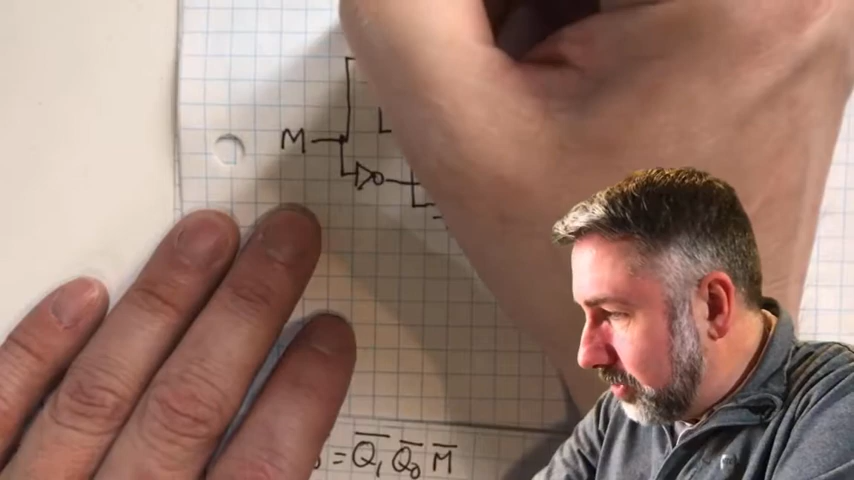 M
L
= Q̅₁ Q̅₀ M̅